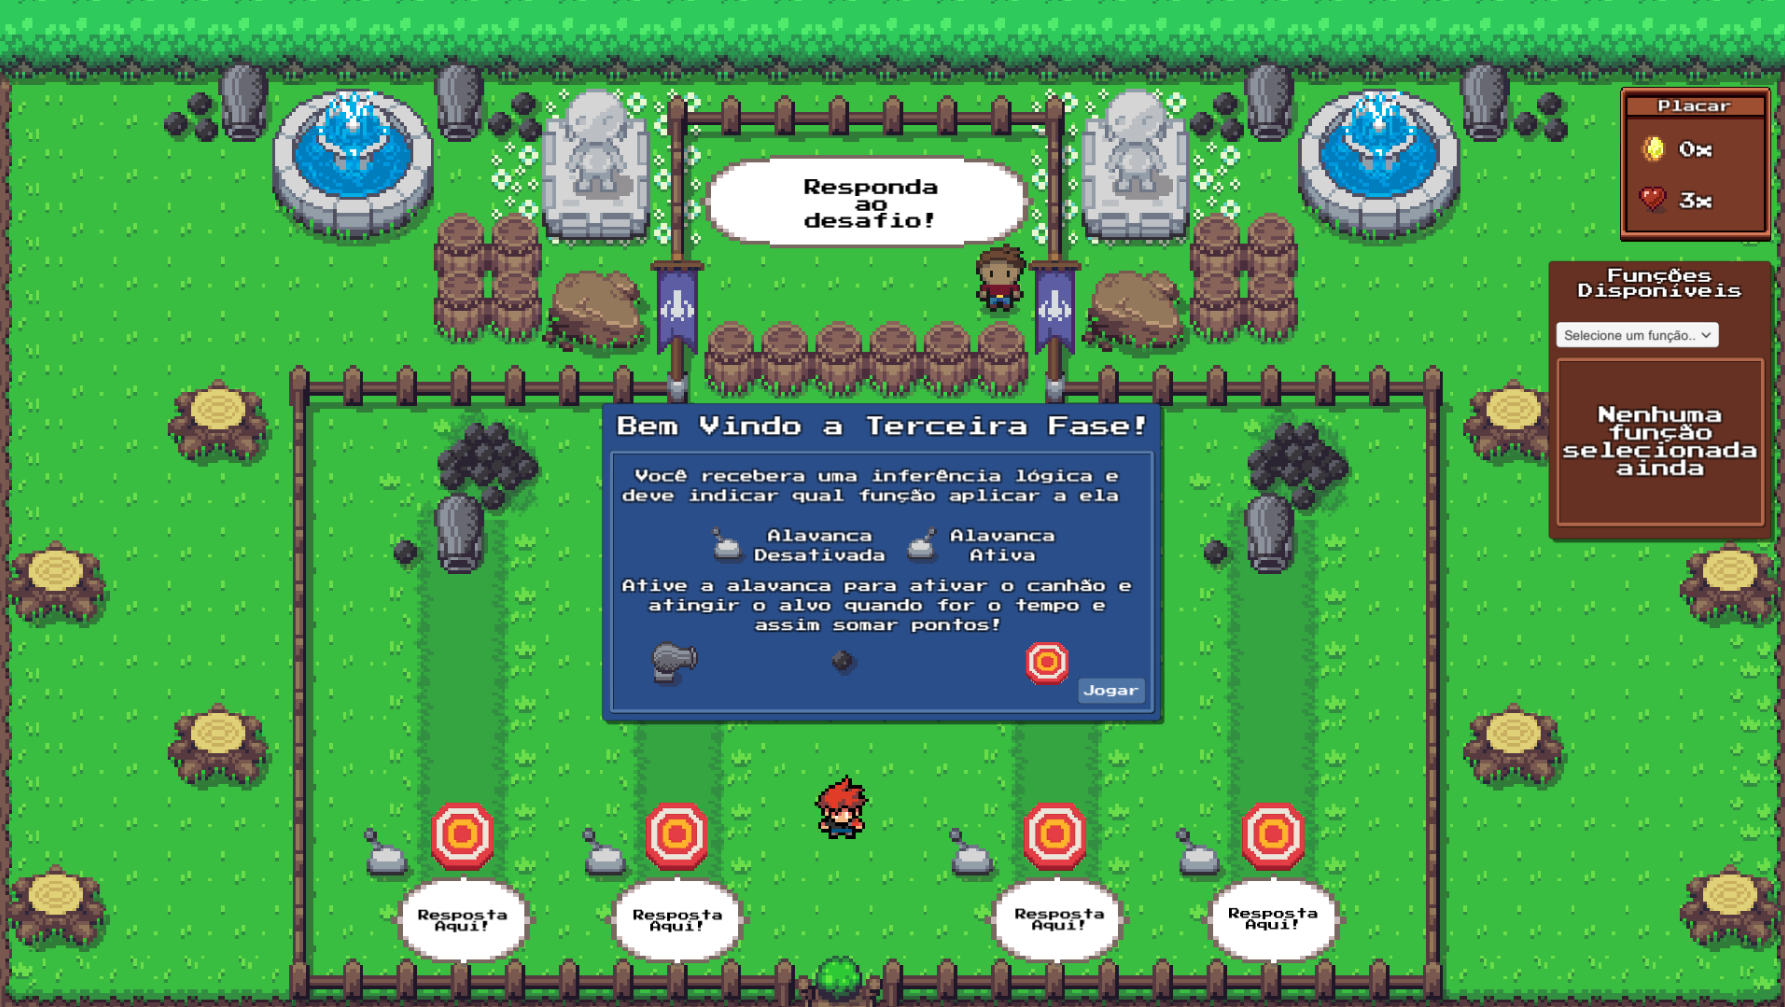 Placar
0x
3x
Responda
ao
desafio!
Funções
Disponíveis
Selecione um função..
Nenhuma
função
selecionada
ainda
Bem Vindo a Terceira Fase!
Você recebera uma inferência lógica e
deve indicar qual função aplicar a ela
Alavanca
Desativada
Alavanca
Ativa
Ative a alavanca para ativar o canhão e
atingir o alvo quando for o tempo e
assim somar pontos!
Jogar
Resposta
Aqui!
Resposta
Aqui!
Resposta
Aqui!
Resposta
Aqui!